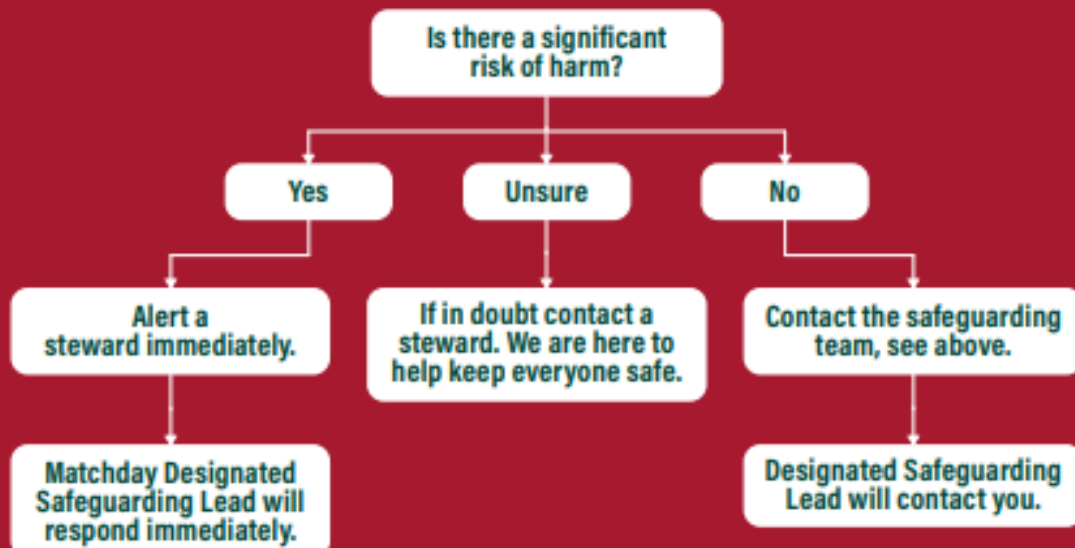 Is there a significant
risk of harm?
Yes
Unsure
No
Alert a
steward immediately.
If in doubt contact a
steward. We are here to
help keep everyone safe.
Contact the safeguarding
team, see above.
Matchday Designated
Safeguarding Lead will
respond immediately.
Designated Safeguarding
Lead will contact you.